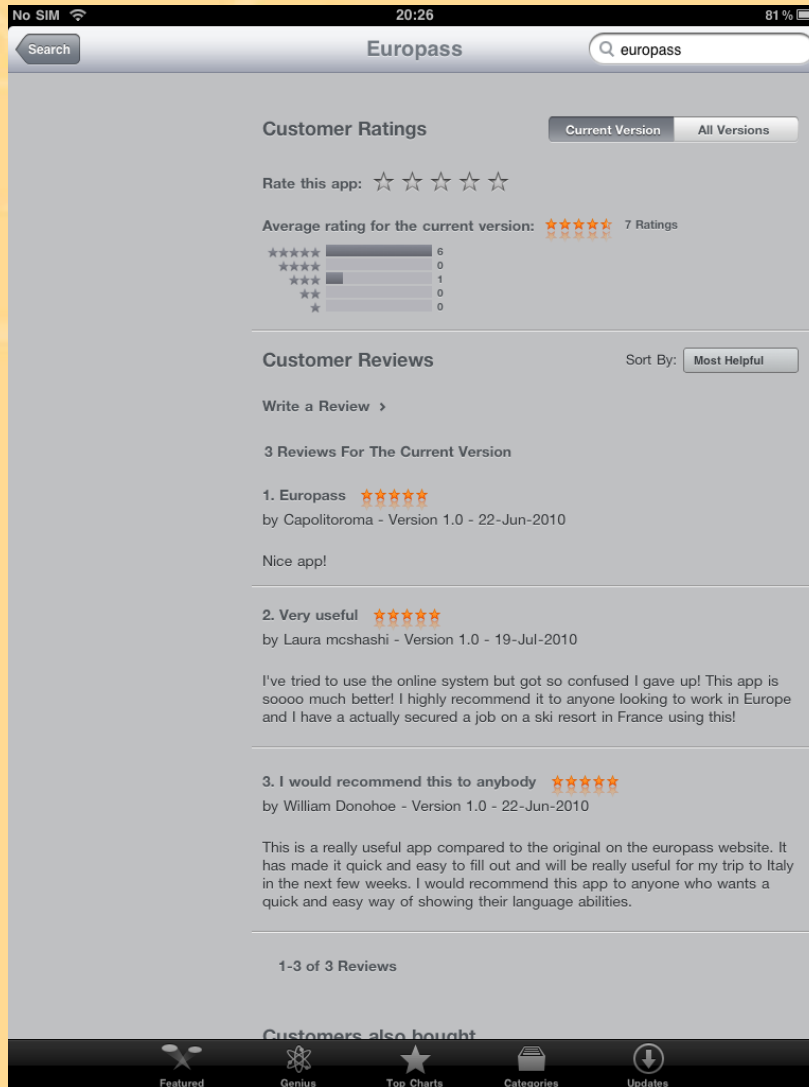 No SIM 20:26 81 %
Search Europass europass
Customer Ratings Current Version All Versions
Rate this app:
Average rating for the current version: 7 Ratings
6
0
1
0
0
Customer Reviews Sort By: Most Helpful
Write a Review >
3 Reviews For The Current Version
1. Europass
by Capolitoroma - Version 1.0 - 22-Jun-2010
Nice app!
2. Very useful
by Laura mcshashi - Version 1.0 - 19-Jul-2010
I've tried to use the online system but got so confused I gave up! This app is
soooo much better! I highly recommend it to anyone looking to work in Europe
and I have a actually secured a job on a ski resort in France using this!
3. I would recommend this to anybody
by William Donohoe - Version 1.0 - 22-Jun-2010
This is a really useful app compared to the original on the europass website. It
has made it quick and easy to fill out and will be really useful for my trip to Italy
in the next few weeks. I would recommend this app to anyone who wants a
quick and easy way of showing their language abilities.
1-3 of 3 Reviews
Customers also bought
Featured Genius Top Charts Categories Updates